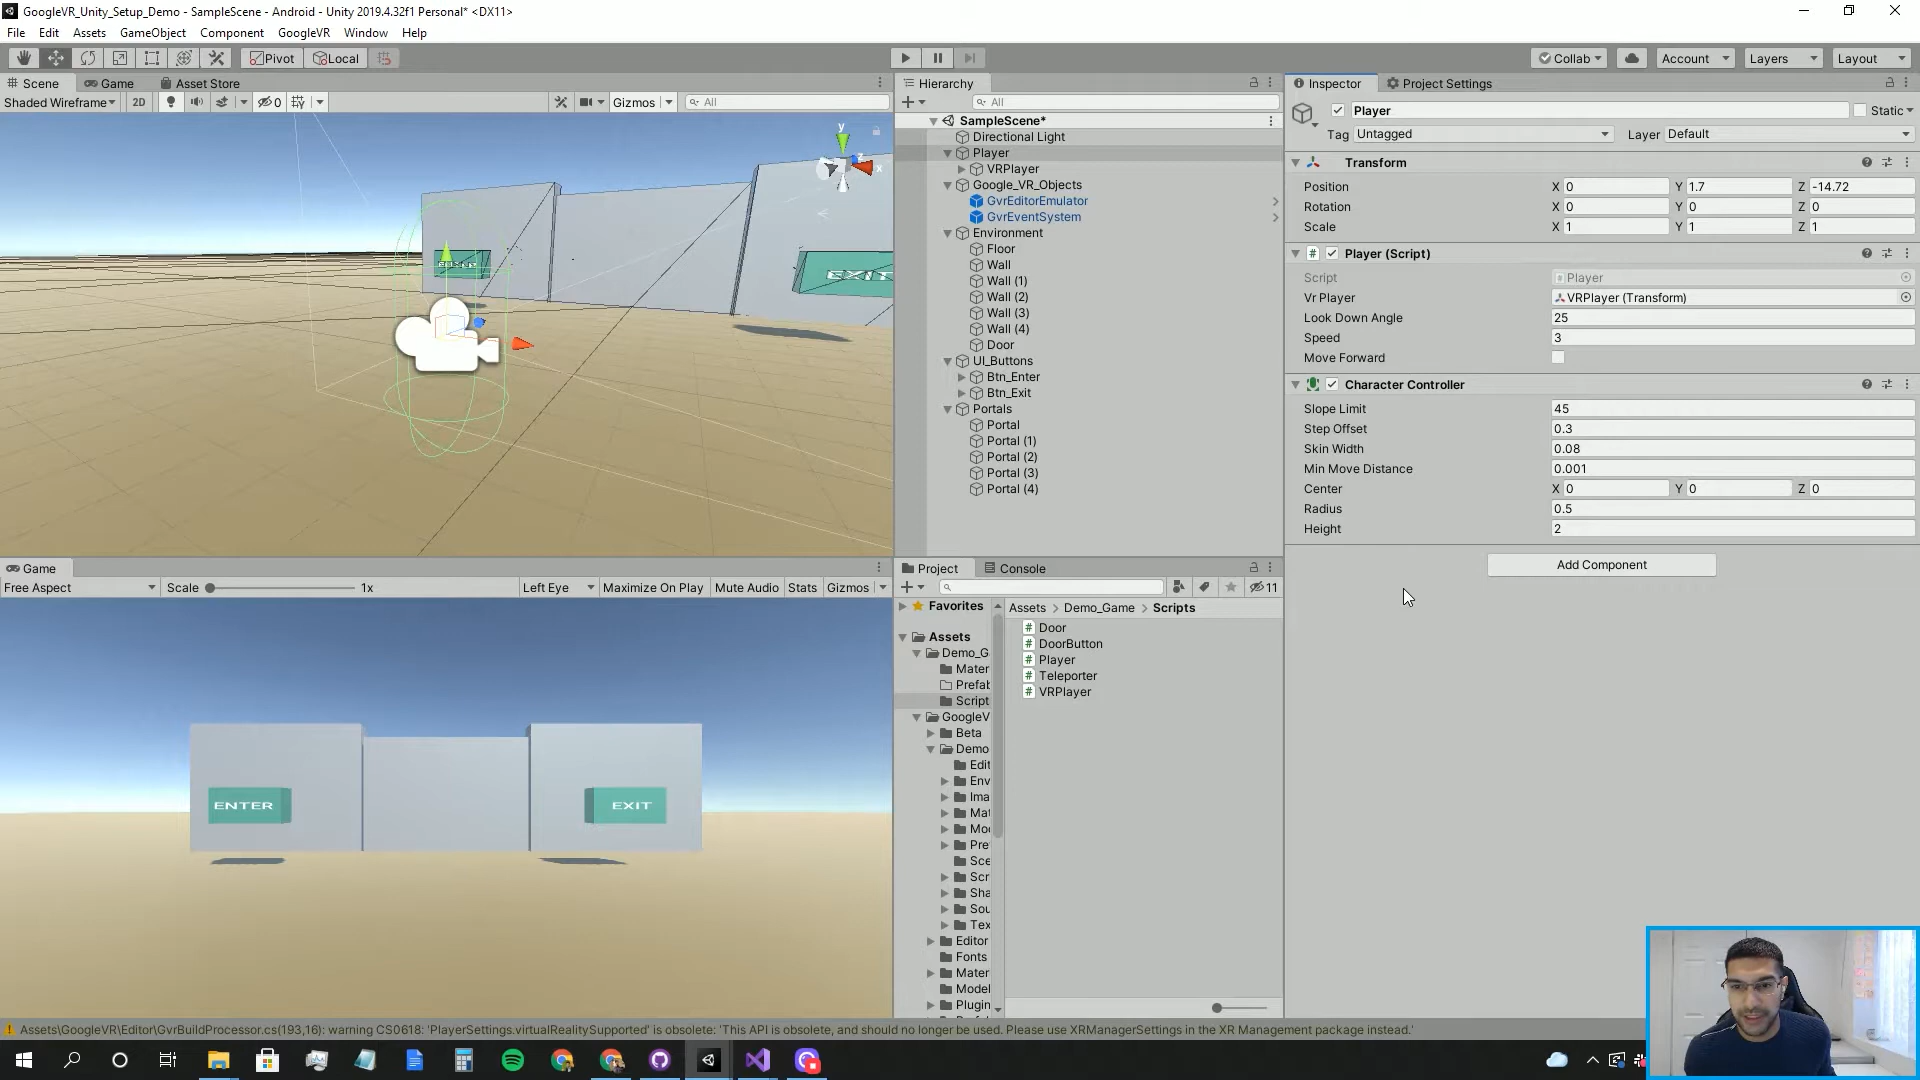 GoogleVR_Unity_Setup_Demo - SampleScene - Android - Unity 2019.4.32f1 Personal* <DX11>
File Edit Assets GameObject Component GoogleVR Window Help
Pivot Local Collab Account Layers Layout
Scene Game Asset Store
Shaded Wireframe 2D 0 Gizmos All
y x
EXIT
Hierarchy
All
SampleScene*
Directional Light
Player
VRPlayer
Google_VR_Objects
GvrEditorEmulator
GvrEventSystem
Environment
Floor
Wall
Wall (1)
Wall (2)
Wall (3)
Wall (4)
Door
UI_Buttons
Btn_Enter
Btn_Exit
Portals
Portal
Portal (1)
Portal (2)
Portal (3)
Portal (4)
Inspector Project Settings
Player Static
Tag Untagged Layer Default
Transform
Position X 0 Y 1.7 Z -14.72
Rotation X 0 Y 0 Z 0
Scale X 1 Y 1 Z 1
# Player (Script)
Script # Player
Vr Player VRPlayer (Transform)
Look Down Angle 25
Speed 3
Move Forward
Character Controller
Slope Limit 45
Step Offset 0.3
Skin Width 0.08
Min Move Distance 0.001
Center X 0 Y 0 Z 0
Radius 0.5
Height 2
Add Component
Game
Free Aspect Scale 1x Left Eye Maximize On Play Mute Audio Stats Gizmos
ENTER EXIT
Project Console
11
Favorites
Assets
Demo_G
Mater
Prefab
Script
GoogleV
Beta
Demo
Edit
Env
Ima
Mat
Mod
Pre
Sce
Scr
Sha
Sou
Tex
Editor
Fonts
Mater
Model
Plugin
Assets > Demo_Game > Scripts
# Door
# DoorButton
# Player
# Teleporter
# VRPlayer
Assets\GoogleVR\Editor\GvrBuildProcessor.cs(193,16): warning CS0618: 'PlayerSettings.virtualRealitySupported' is obsolete: 'This API is obsolete, and should no longer be used. Please use XRManagerSettings in the XR Management package instead.'